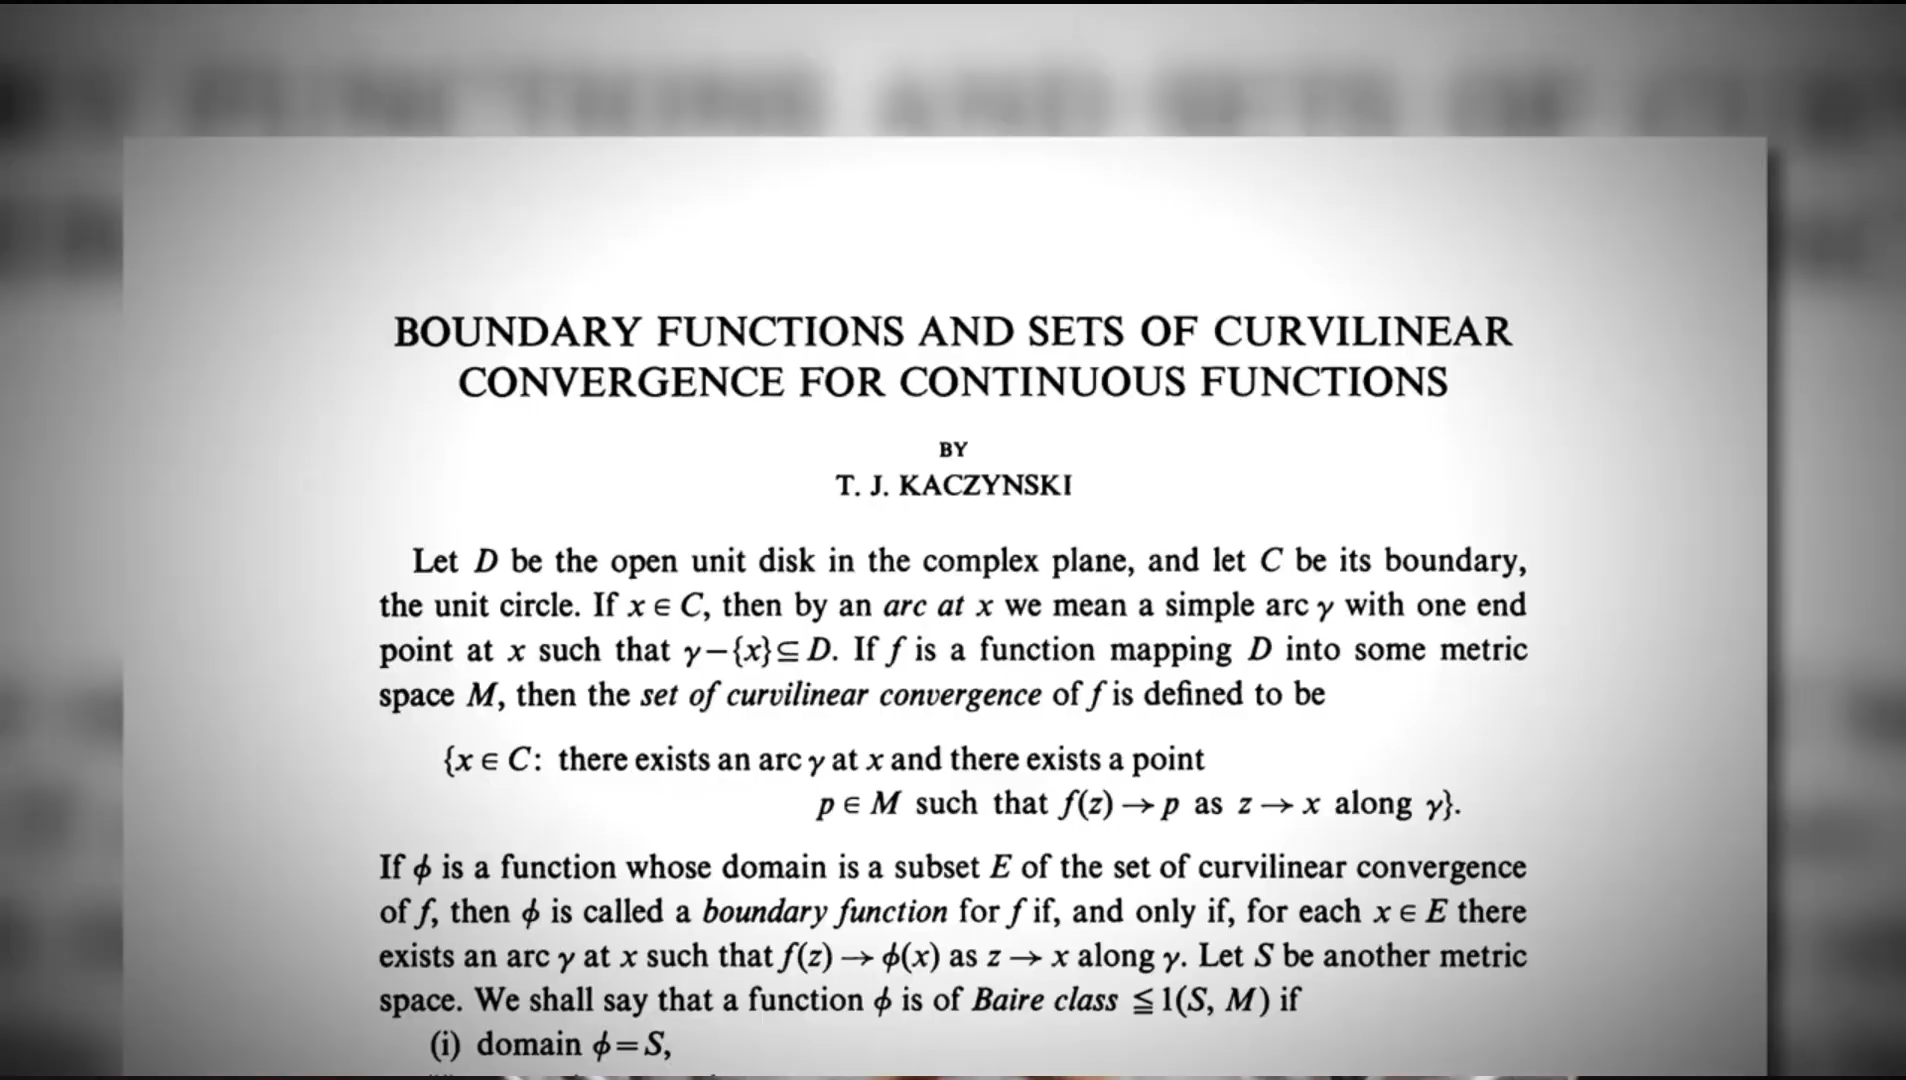 BOUNDARY FUNCTIONS AND SETS OF CURVILINEAR
CONVERGENCE FOR CONTINUOUS FUNCTIONS
BY
T. J. KACZYNSKI
Let D be the open unit disk in the complex plane, and let C be its boundary,
the unit circle. If x ∈ C, then by an arc at x we mean a simple arc γ with one end
point at x such that γ−{x}⊆D. If f is a function mapping D into some metric
space M, then the set of curvilinear convergence of f is defined to be
{x ∈ C: there exists an arc γ at x and there exists a point
p ∈ M such that f(z) → p as z → x along γ}.
If ϕ is a function whose domain is a subset E of the set of curvilinear convergence
of f, then ϕ is called a boundary function for f if, and only if, for each x ∈ E there
exists an arc γ at x such that f(z) → ϕ(x) as z → x along γ. Let S be another metric
space. We shall say that a function ϕ is of Baire class ≦1(S, M) if
(i) domain ϕ=S,